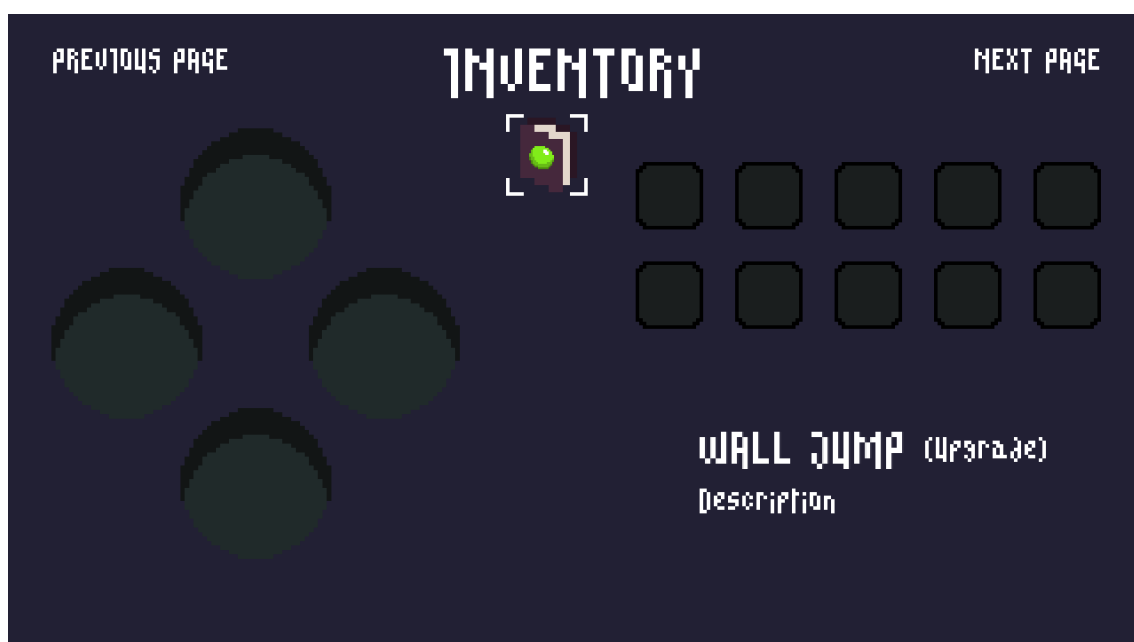 PREVIOUS PAGE
INVENTORY
NEXT PAGE
WALL JUMP (Upgrade)
Description